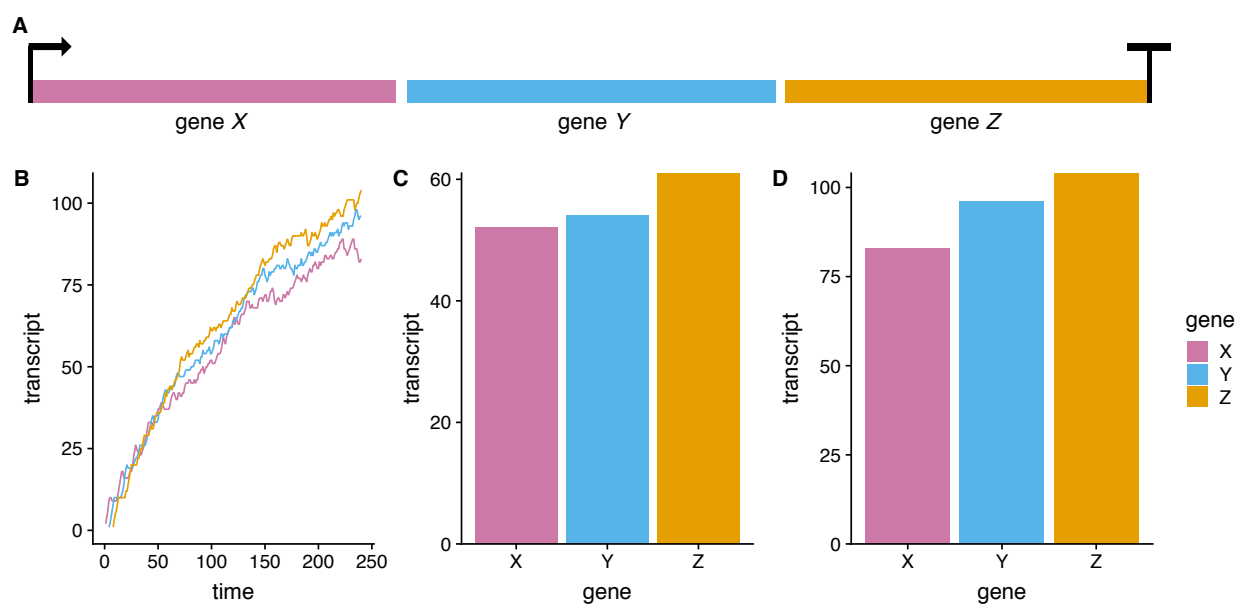 A
gene X
gene Y
gene Z
B
100
75
50
25
0
transcript
0
50
100
150
200
250
time
C
60
40
20
0
transcript
X
Y
Z
gene
D
100
75
50
25
0
transcript
X
Y
Z
gene
gene
X
Y
Z